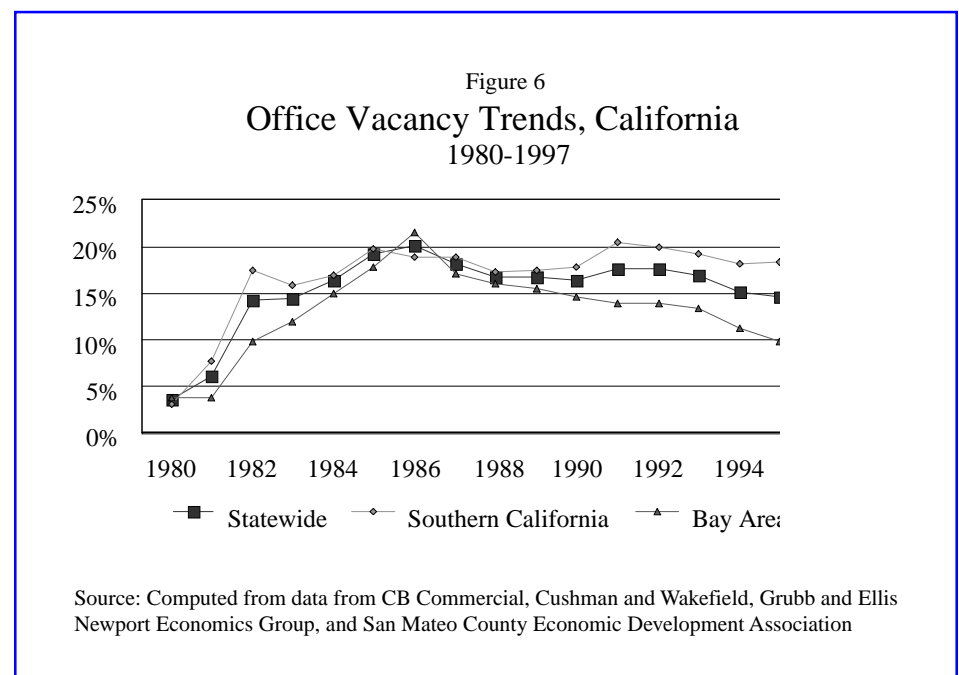 Figure 6
Office Vacancy Trends, California
1980-1997
25%
20%
15%
10%
5%
0%
1980 1982 1984 1986 1988 1990 1992 1994
Statewide Southern California Bay Area
Source: Computed from data from CB Commercial, Cushman and Wakefield, Grubb and Ellis
Newport Economics Group, and San Mateo County Economic Development Association